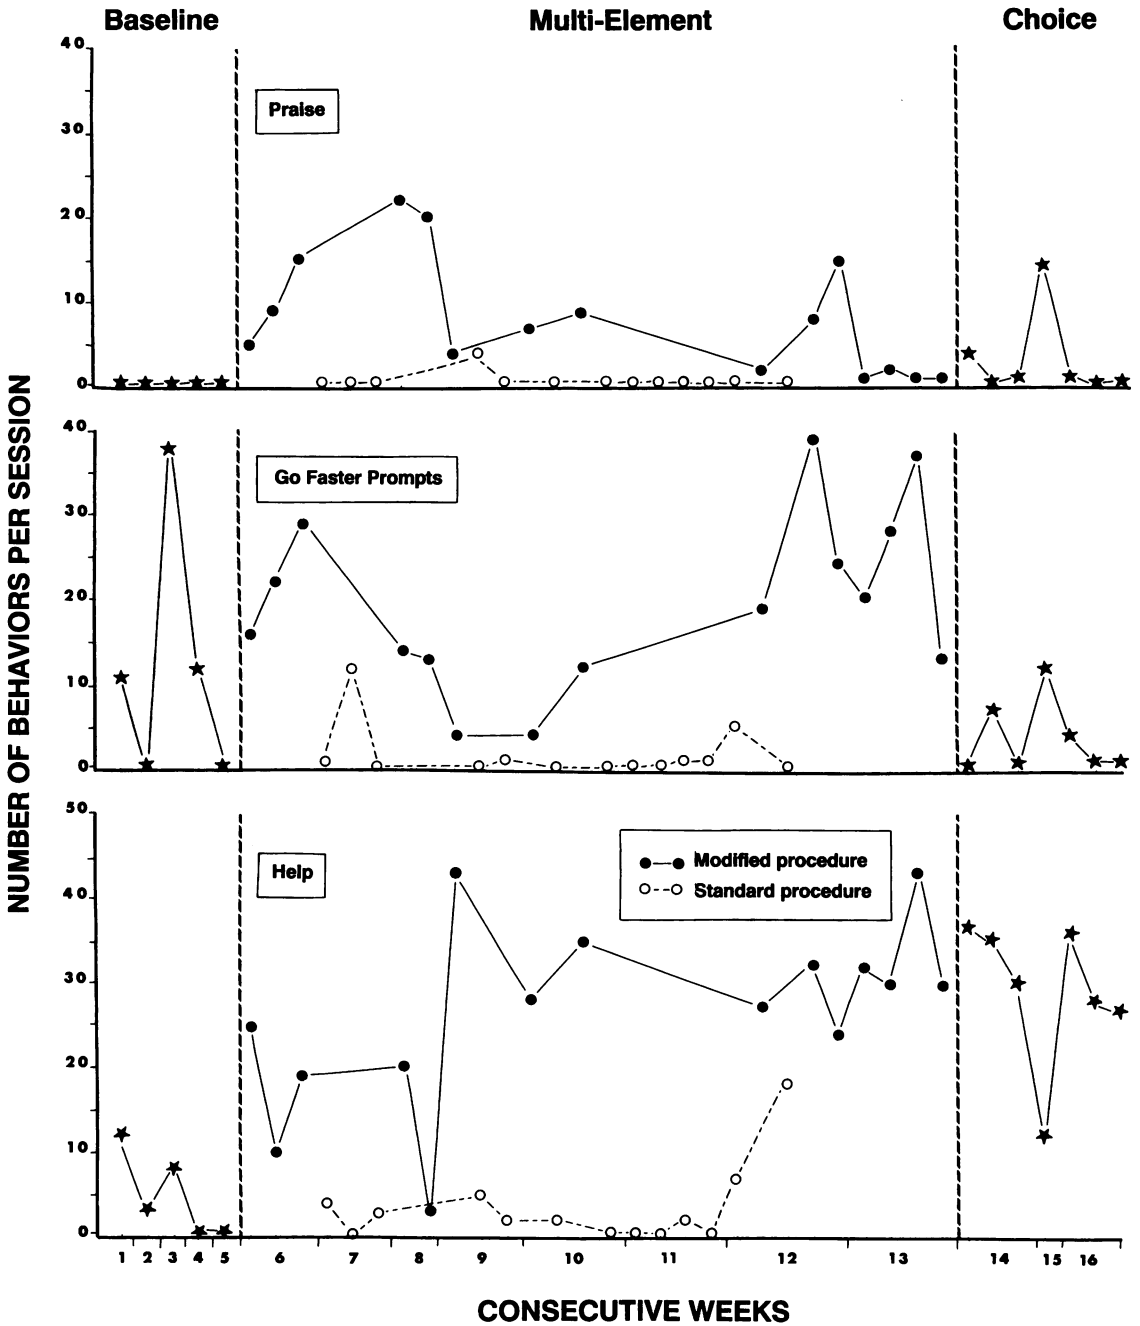 Baseline Multi-Element Choice
40
Praise
30
20
10
0
40
Go Faster Prompts
30
20
10
0
50
Modified procedure
Help
Standard procedure
40
30
20
10
0
1 2 3 4 5 6 7 8 9 10 11 12 13 14 15 16
NUMBER OF BEHAVIORS PER SESSION
CONSECUTIVE WEEKS